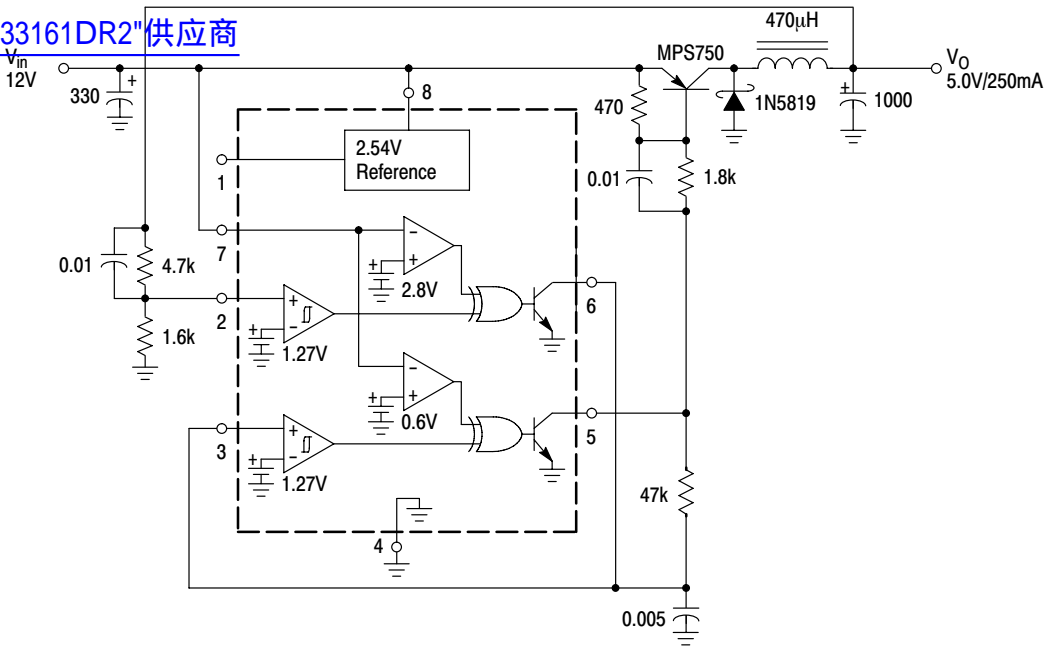 33161DR2"供应商
470µH
Vin
12V
MPS750
VO
5.0V/250mA
330
+
8
470
1N5819
+
1000
2.54V
Reference
1
0.01
1.8k
7
-
+
2.8V
0.01
4.7k
6
2
+
-
+
1.27V
1.6k
-
+
+
0.6V
5
3
+
-
+
1.27V
47k
4
0.005